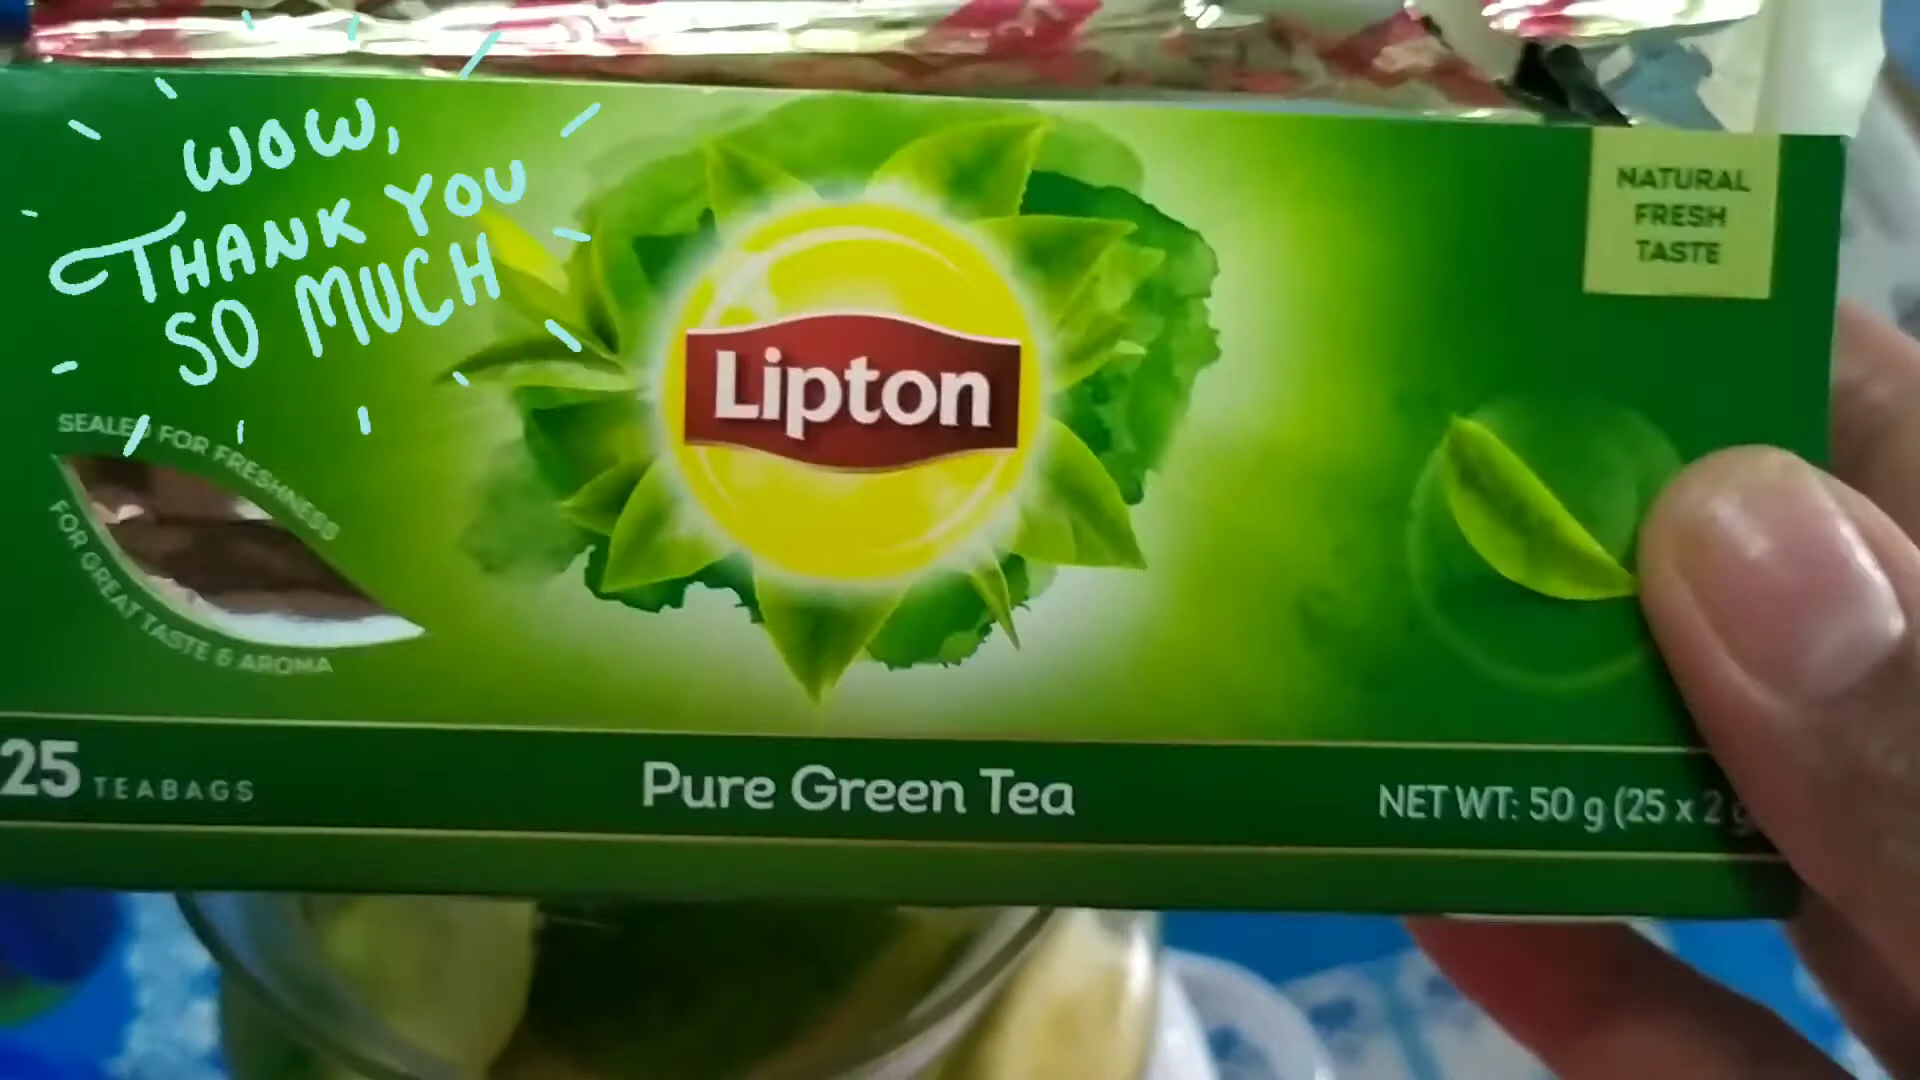 WOW,
THANK YOU
SO MUCH
NATURAL
FRESH
TASTE
Lipton
SEALED FOR FRESHNESS
FOR GREAT TASTE & AROMA
25 TEABAGS
Pure Green Tea
NET WT: 50 g (25 x 2 g